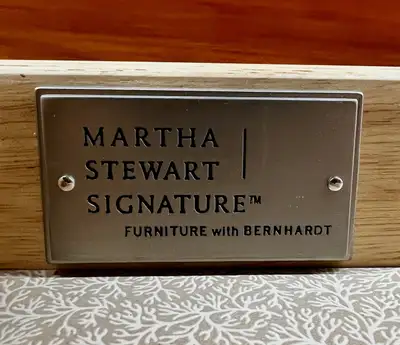 MARTHA
STEWART
SIGNATURE™
FURNITURE with BERNHARDT